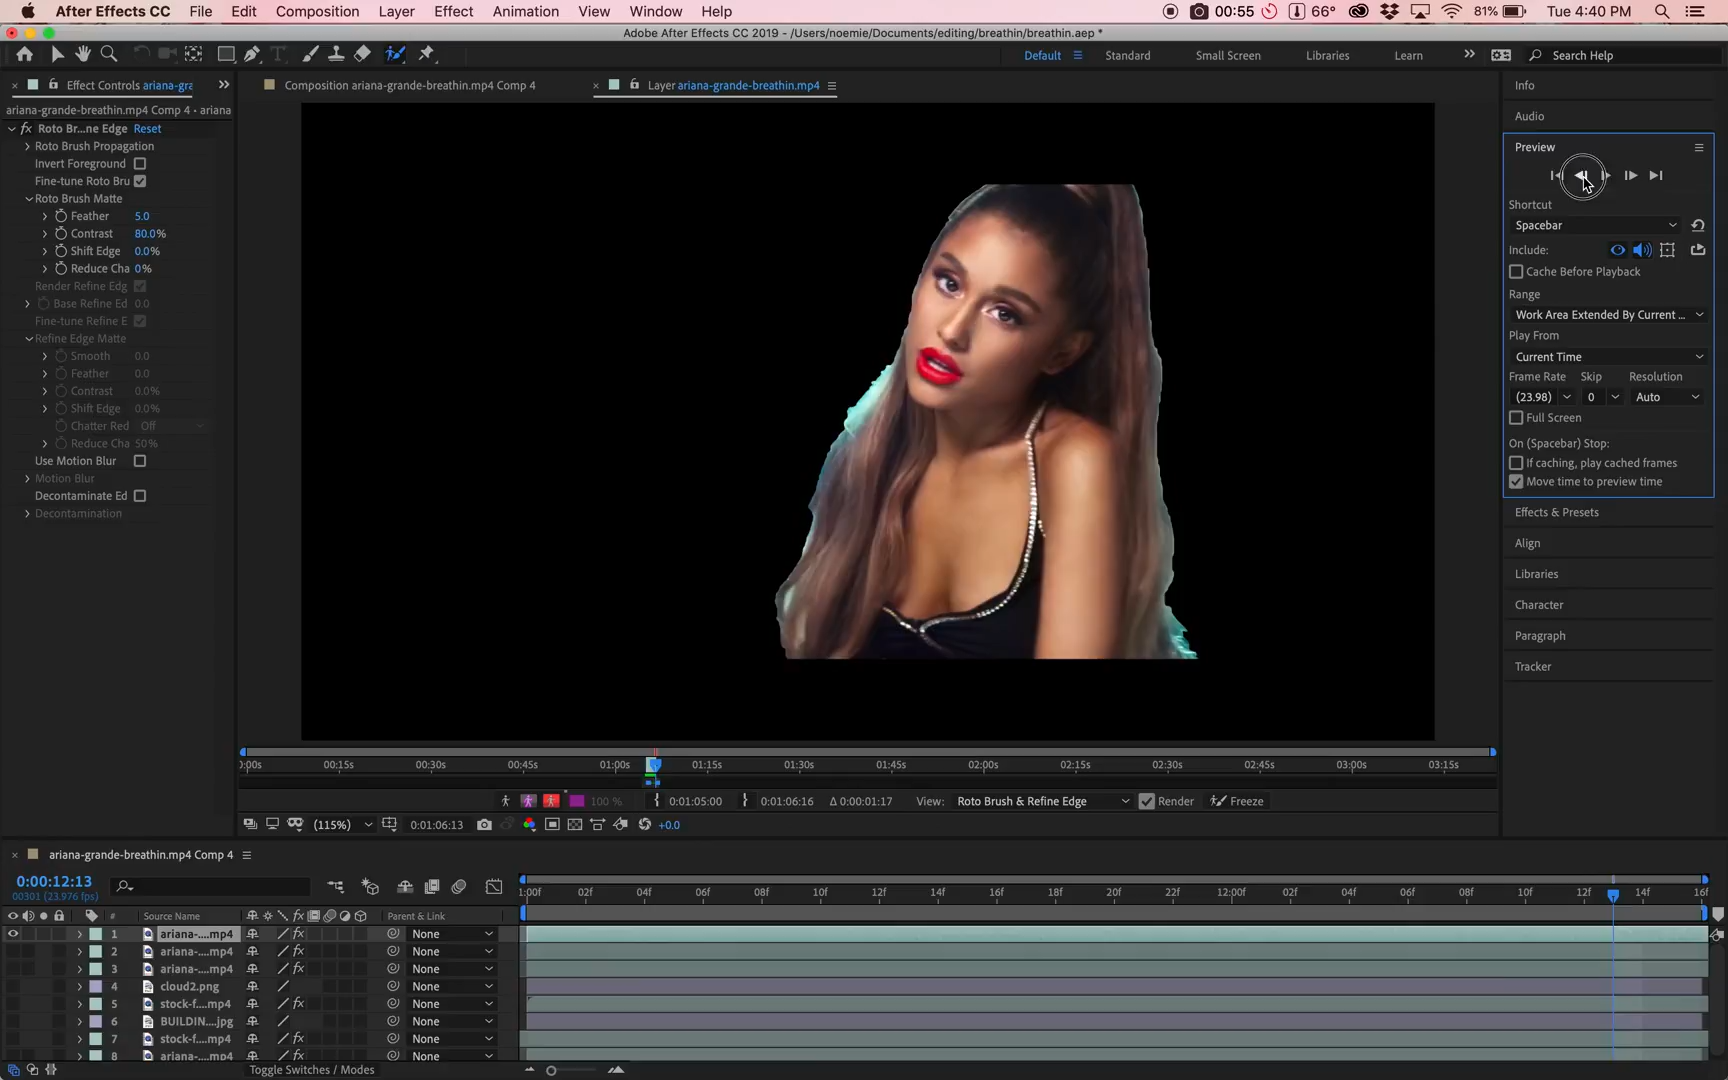 After Effects CC File Edit Composition Layer Effect Animation View Window Help 00:55 66° 81% Tue 4:40 PM
Adobe After Effects CC 2019 - /Users/noemie/Documents/editing/breathin/breathin.aep *
Default Standard Small Screen Libraries Learn Search Help
Effect Controls ariana-gra
Composition ariana-grande-breathin.mp4 Comp 4
Layer ariana-grande-breathin.mp4
ariana-grande-breathin.mp4 Comp 4 - ariana
fx Roto Br...ne Edge Reset
Roto Brush Propagation
Invert Foreground
Fine-tune Roto Bru
Roto Brush Matte
Feather 5.0
Contrast 80.0%
Shift Edge 0.0%
Reduce Cha 0%
Render Refine Edg
Base Refine Ed 0.0
Fine-tune Refine E
Refine Edge Matte
Smooth 0.0
Feather 0.0
Contrast 0.0%
Shift Edge 0.0%
Chatter Red Off
Reduce Cha 50%
Use Motion Blur
Motion Blur
Decontaminate Ed
Decontamination
Info
Audio
Preview
Shortcut
Spacebar
Include:
Cache Before Playback
Range
Work Area Extended By Current ...
Play From
Current Time
Frame Rate Skip Resolution
(23.98) 0 Auto
Full Screen
On (Spacebar) Stop:
If caching, play cached frames
Move time to preview time
Effects & Presets
Align
Libraries
Character
Paragraph
Tracker
):00s 00:15s 00:30s 00:45s 01:00s 01:15s 01:30s 01:45s 02:00s 02:15s 02:30s 02:45s 03:00s 03:15s
100 % 0:01:05:00 0:01:06:16 Δ 0:00:01:17 View: Roto Brush & Refine Edge Render Freeze
(115%) 0:01:06:13 +0.0
ariana-grande-breathin.mp4 Comp 4
0:00:12:13
00301 (23.976 fps)
1:00f 02f 04f 06f 08f 10f 12f 14f 16f 18f 20f 22f 12:00f 02f 04f 06f 08f 10f 12f 14f 16f
# Source Name fx Parent & Link
1 ariana-....mp4 fx None
2 ariana-....mp4 fx None
3 ariana-....mp4 fx None
4 cloud2.png None
5 stock-f....mp4 fx None
6 BUILDIN....jpg None
7 stock-f....mp4 fx None
8 ariana-....mp4 fx None
Toggle Switches / Modes